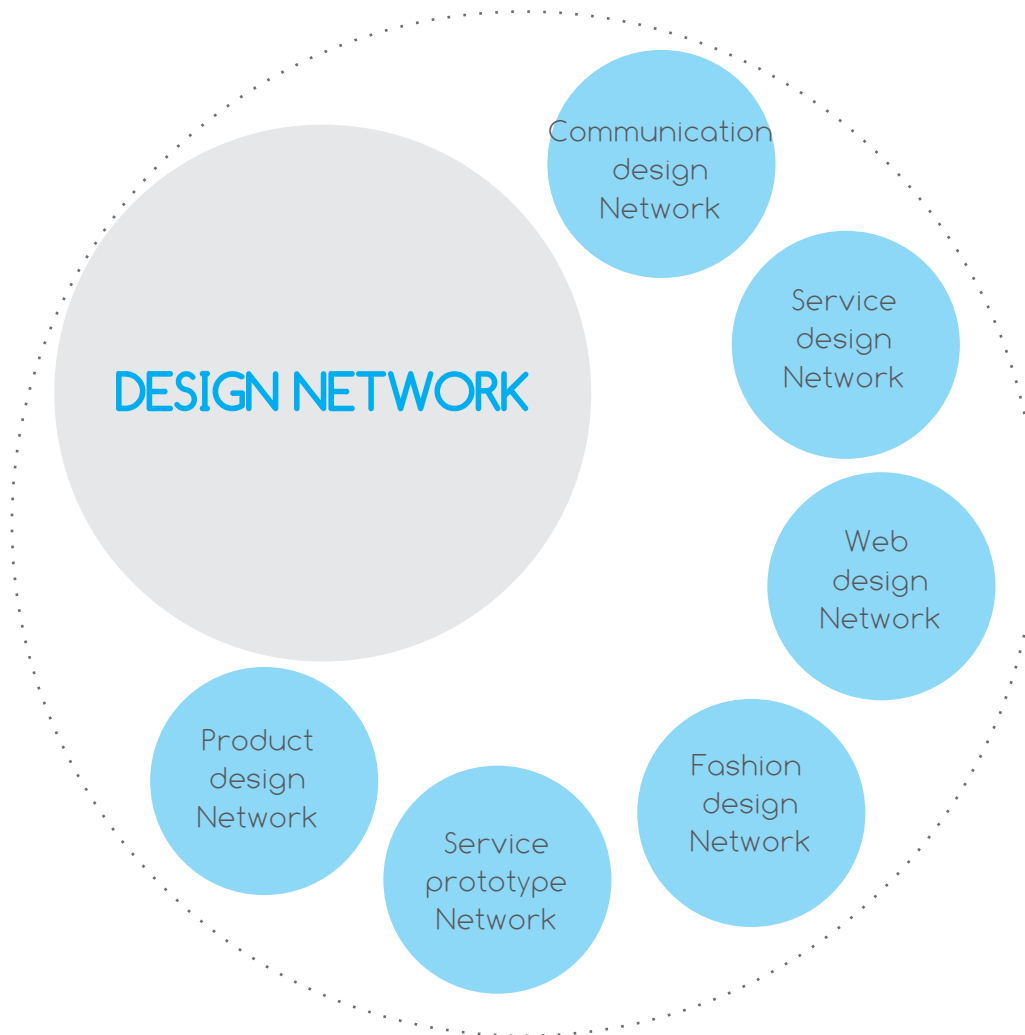 Communication
design
Network
Service
design
Network
DESIGN NETWORK
Web
design
Network
Product
design
Network
Fashion
design
Network
Service
prototype
Network